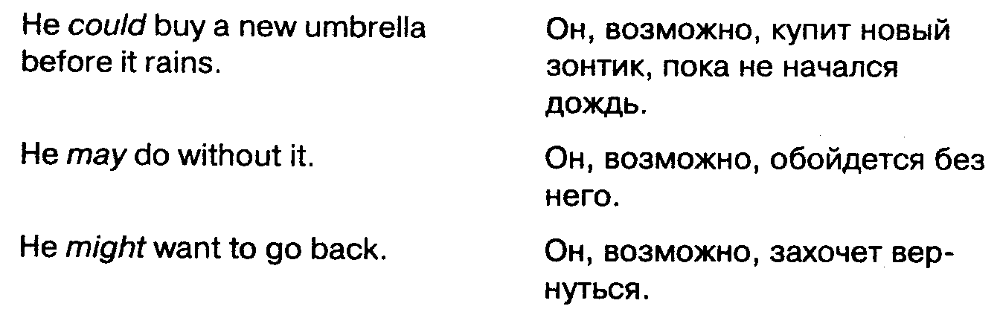 He could buy a new umbrella
before it rains.
Он, возможно, купит новый
зонтик, пока не начался
дождь.
He may do without it.
Он, возможно, обойдется без
него.
He might want to go back.
Он, возможно, захочет вер-
нуться.